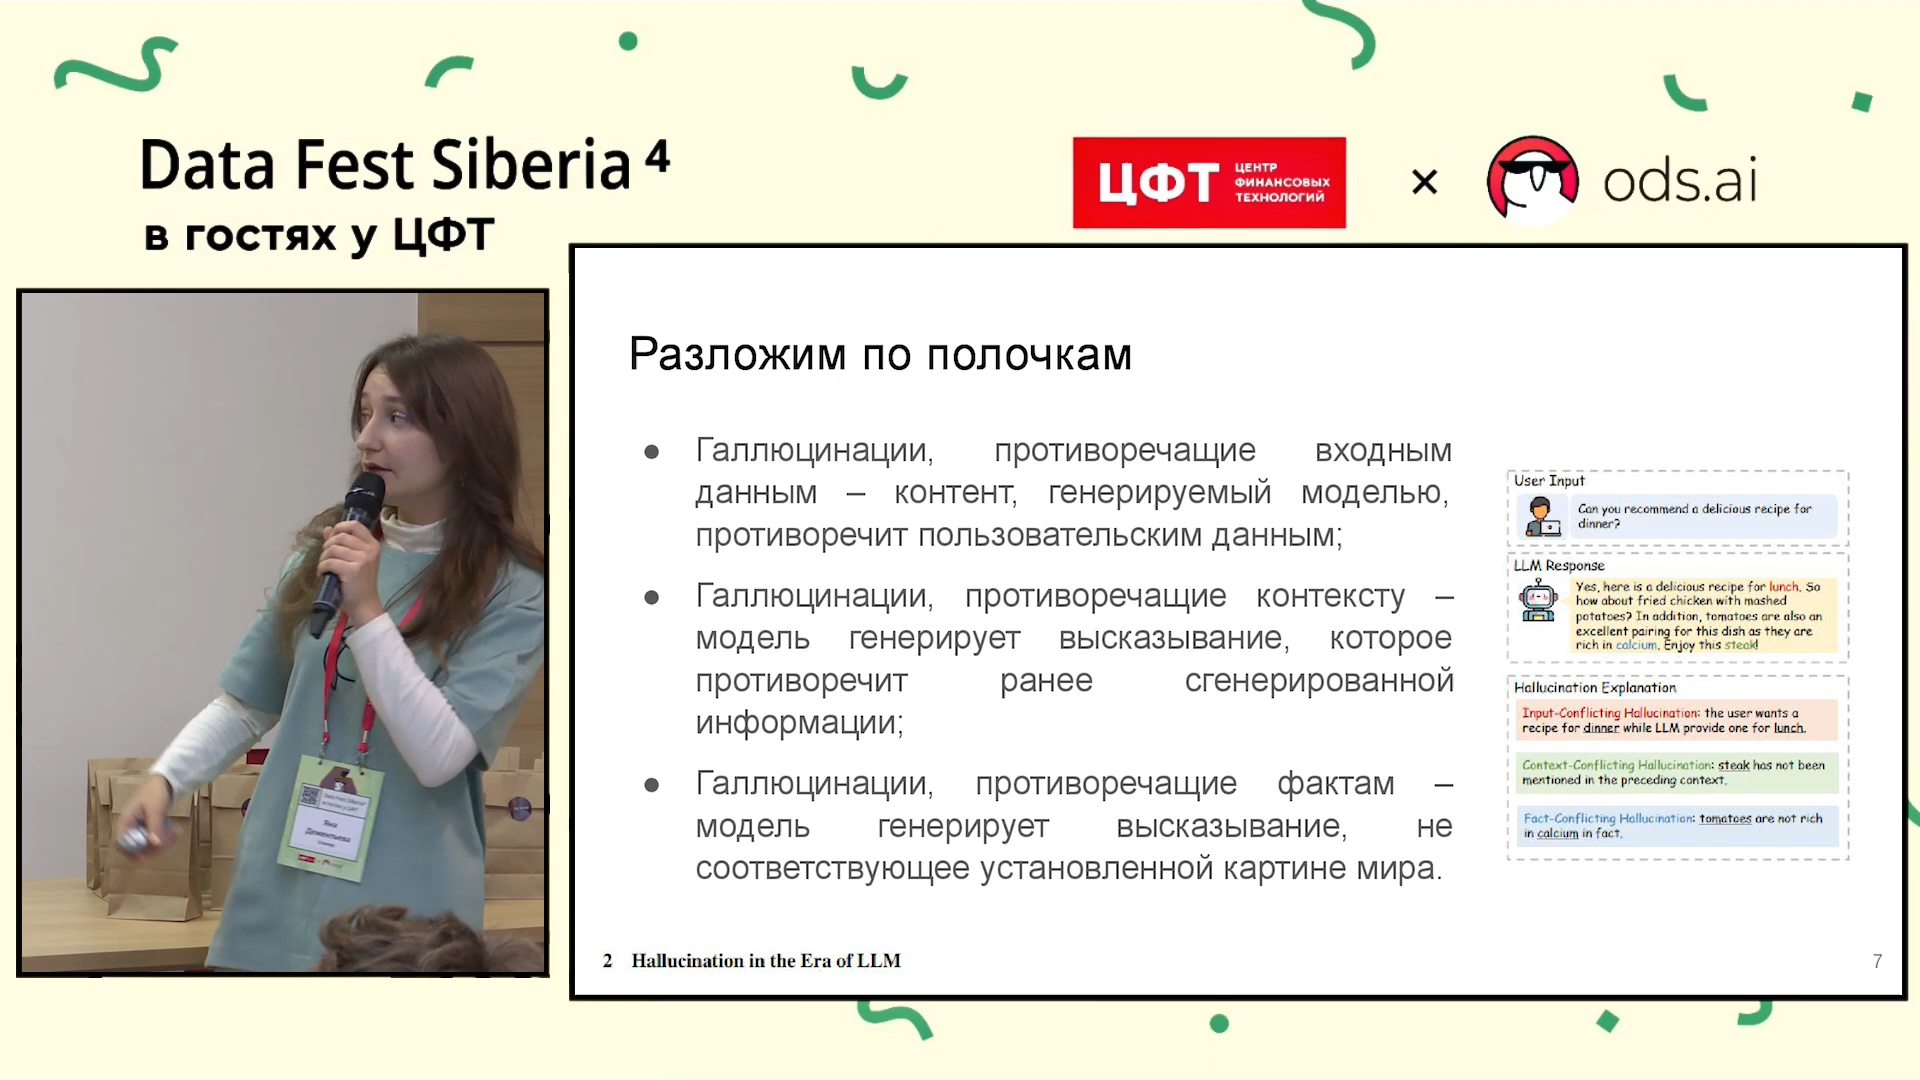 Data Fest Siberia 4
в гостях у ЦФТ
ЦФТ
ЦЕНТР
ФИНАНСОВЫХ
ТЕХНОЛОГИЙ
×
ods.ai
Разложим по полочкам
● Галлюцинации, противоречащие входным
данным – контент, генерируемый моделью,
противоречит пользовательским данным;
● Галлюцинации, противоречащие контексту –
модель генерирует высказывание, которое
противоречит ранее сгенерированной
информации;
● Галлюцинации, противоречащие фактам –
модель генерирует высказывание, не
соответствующее установленной картине мира.
User Input
Can you recommend a delicious recipe for
dinner?
LLM Response
Yes, here is a delicious recipe for lunch. So
how about fried chicken with mashed
potatoes? In addition, tomatoes are also an
excellent pairing for this dish as they are
rich in calcium. Enjoy this steak!
Hallucination Explanation
Input-Conflicting Hallucination: the user wants a
recipe for dinner while LLM provide one for lunch.
Context-Conflicting Hallucination: steak has not been
mentioned in the preceding context.
Fact-Conflicting Hallucination: tomatoes are not rich
in calcium in fact.
2 Hallucination in the Era of LLM
7
Data Fest Siberia
в гостях у ЦФТ
Яна
Дементьева